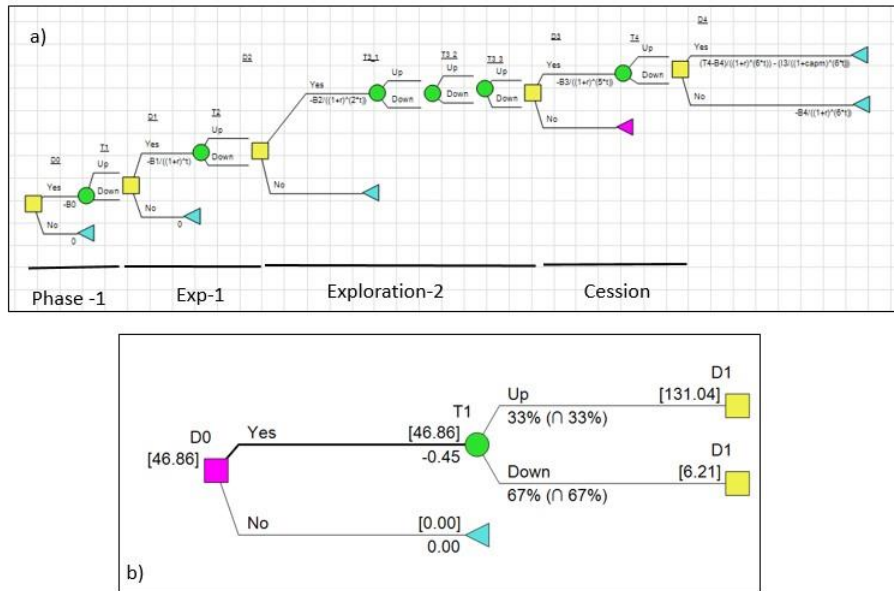 a)
D0
Yes
-B0
No
0
T1
Up
Down
D1
Yes
-B1/((1+r)^t)
No
0
T2
Up
Down
D2
Yes
-B2/((1+r)^(2*t))
No
T3_1
Up
Down
T3_2
Up
Down
T3_3
Up
Down
D3
Yes
-B3/((1+r)^(5*t))
No
T4
Up
Down
D4
Yes
(T4-B4)/((1+r)^(6*t)) - (I3/((1+capm)^(6*t)))
No
-B4/((1+r)^(6*t))
Phase -1
Exp-1
Exploration-2
Cession
D0
[46.86]
Yes
[46.86]
-0.45
No
[0.00]
0.00
T1
Up
33% (∩ 33%)
[131.04]
D1
Down
67% (∩ 67%)
[6.21]
D1
b)